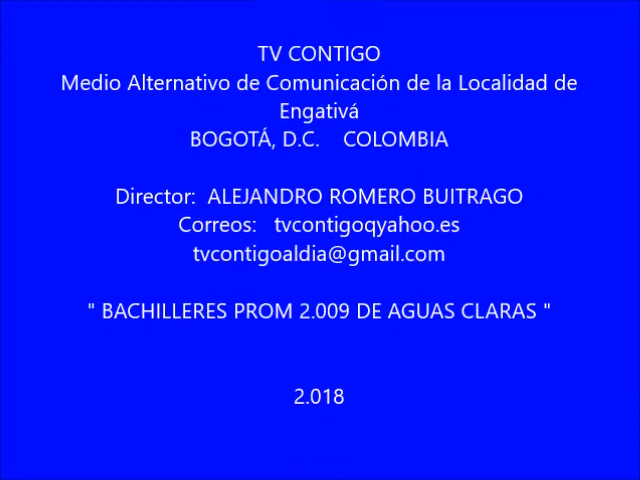 TV CONTIGO
Medio Alternativo de Comunicación de la Localidad de
Engativá
BOGOTÁ, D.C.    COLOMBIA
Director:  ALEJANDRO ROMERO BUITRAGO
Correos:   tvcontigoqyahoo.es
tvcontigoaldia@gmail.com
" BACHILLERES PROM 2.009 DE AGUAS CLARAS "
2.018